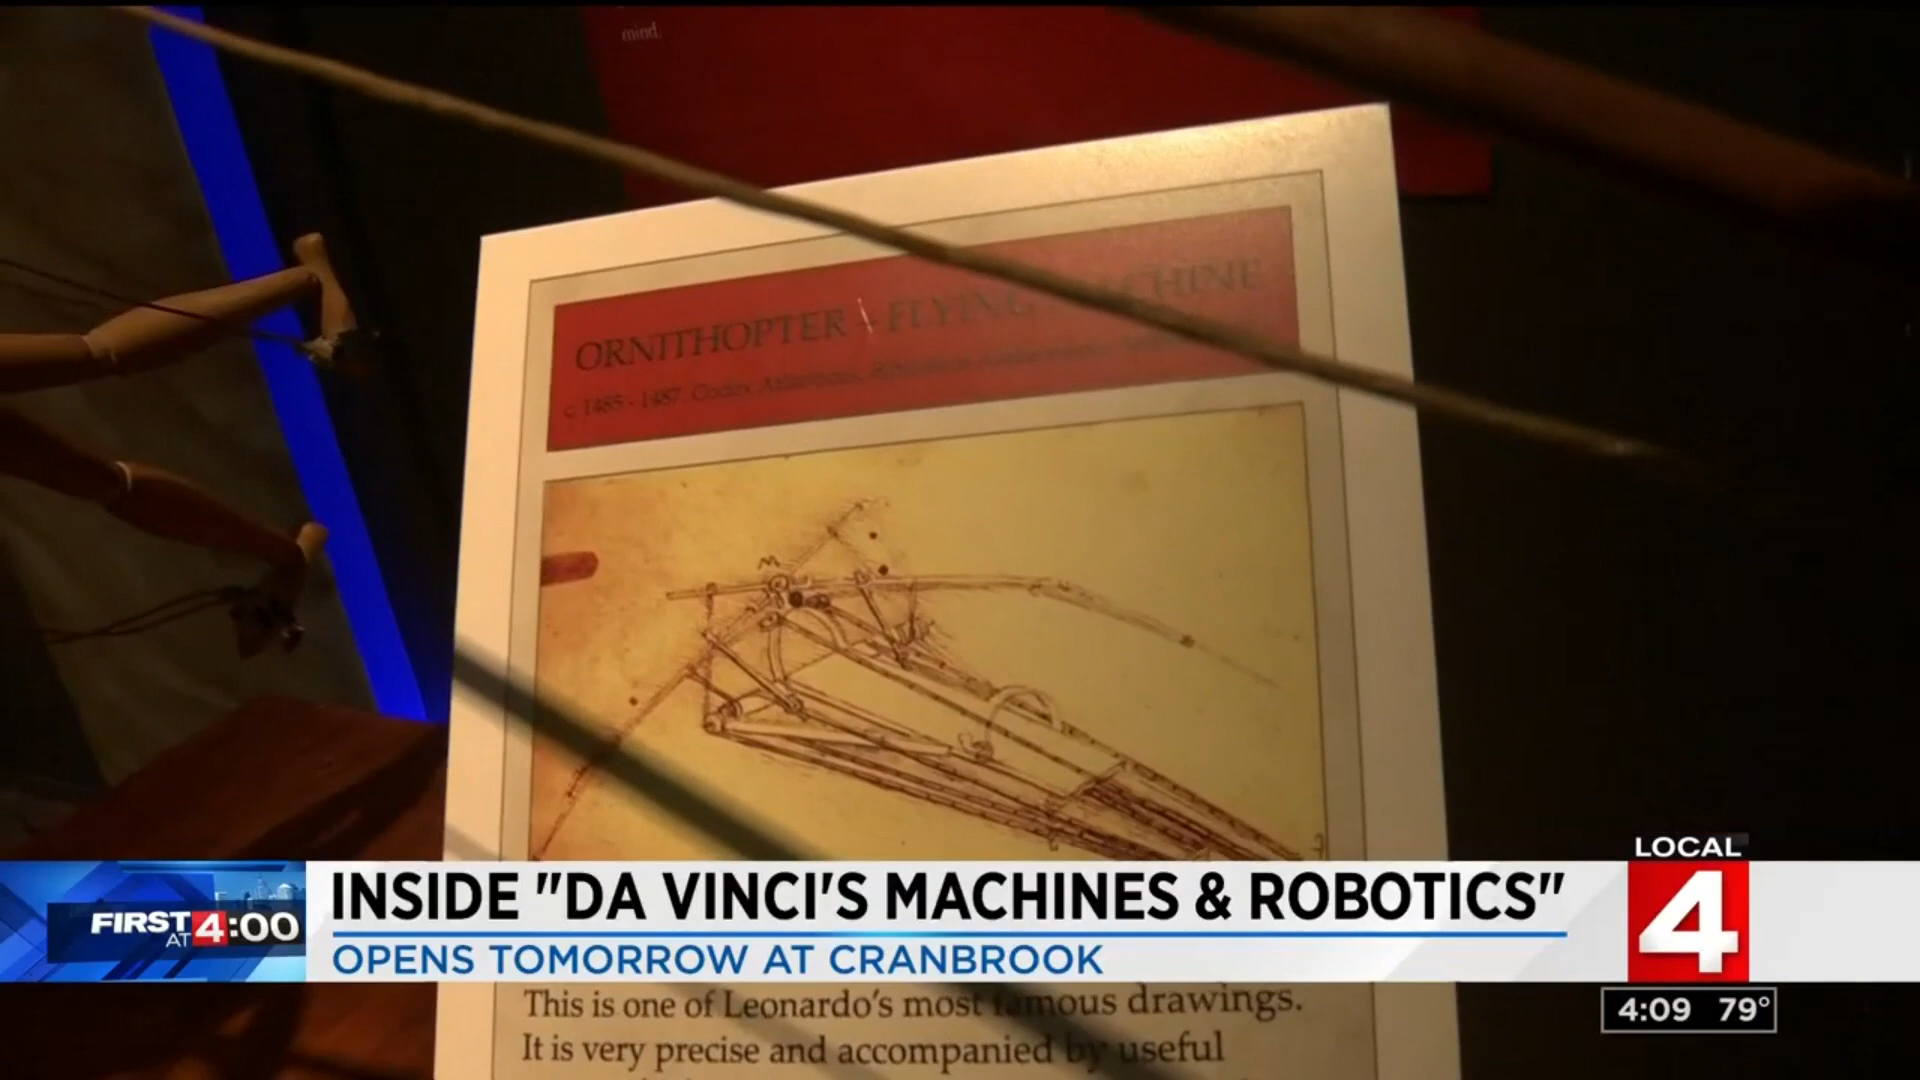 mind.
ORNITHOPTER - FLYING MACHINE
c. 1485 - 1487. Codex Atlanticus,
LOCAL
4
FIRST AT 4:00
INSIDE "DA VINCI'S MACHINES & ROBOTICS"
OPENS TOMORROW AT CRANBROOK
4:09 79°
This is one of Leonardo's most famous drawings.
It is very precise and accompanied by useful